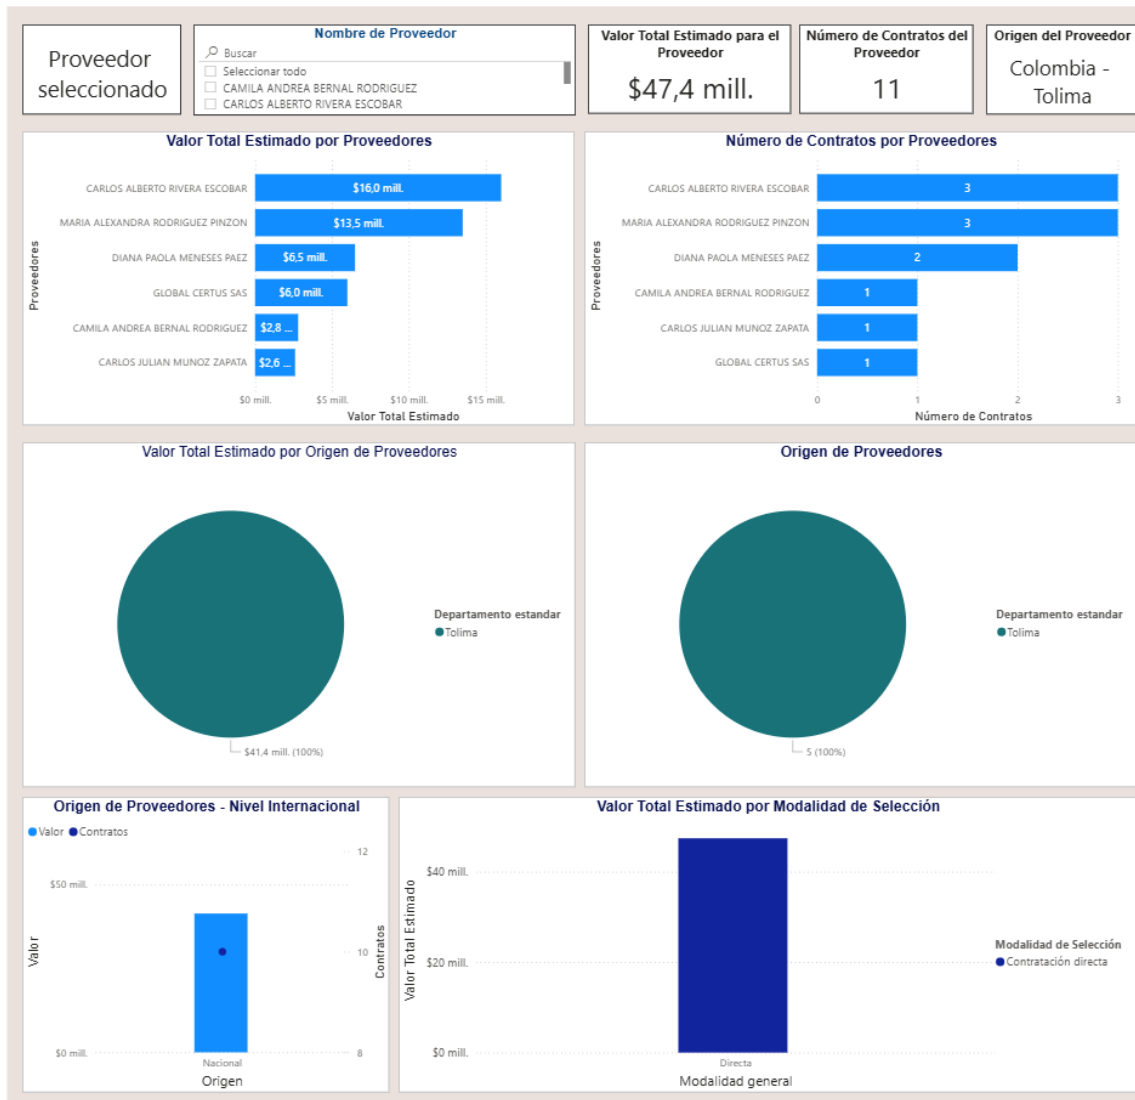 Proveedor
seleccionado
Nombre de Proveedor
Buscar
Seleccionar todo
CAMILA ANDREA BERNAL RODRIGUEZ
CARLOS ALBERTO RIVERA ESCOBAR
Valor Total Estimado para el
Proveedor
$47,4 mill.
Número de Contratos del
Proveedor
11
Origen del Proveedor
Colombia -
Tolima
Valor Total Estimado por Proveedores
Proveedores
CARLOS ALBERTO RIVERA ESCOBAR
$16,0 mill.
MARIA ALEXANDRA RODRIGUEZ PINZON
$13,5 mill.
DIANA PAOLA MENESES PAEZ
$6,5 mill.
GLOBAL CERTUS SAS
$6,0 mill.
CAMILA ANDREA BERNAL RODRIGUEZ
$2,8 ...
CARLOS JULIAN MUNOZ ZAPATA
$2,6 ...
$0 mill. $5 mill. $10 mill. $15 mill.
Valor Total Estimado
Número de Contratos por Proveedores
Proveedores
CARLOS ALBERTO RIVERA ESCOBAR
3
MARIA ALEXANDRA RODRIGUEZ PINZON
3
DIANA PAOLA MENESES PAEZ
2
CAMILA ANDREA BERNAL RODRIGUEZ
1
CARLOS JULIAN MUNOZ ZAPATA
1
GLOBAL CERTUS SAS
1
0 1 2 3
Número de Contratos
Valor Total Estimado por Origen de Proveedores
Departamento estandar
Tolima
$41,4 mill. (100%)
Origen de Proveedores
Departamento estandar
Tolima
5 (100%)
Origen de Proveedores - Nivel Internacional
Valor Contratos
12
$50 mill.
Valor
10
Contratos
$0 mill.
8
Nacional
Origen
Valor Total Estimado por Modalidad de Selección
Valor Total Estimado
$40 mill.
$20 mill.
$0 mill.
Directa
Modalidad general
Modalidad de Selección
Contratación directa